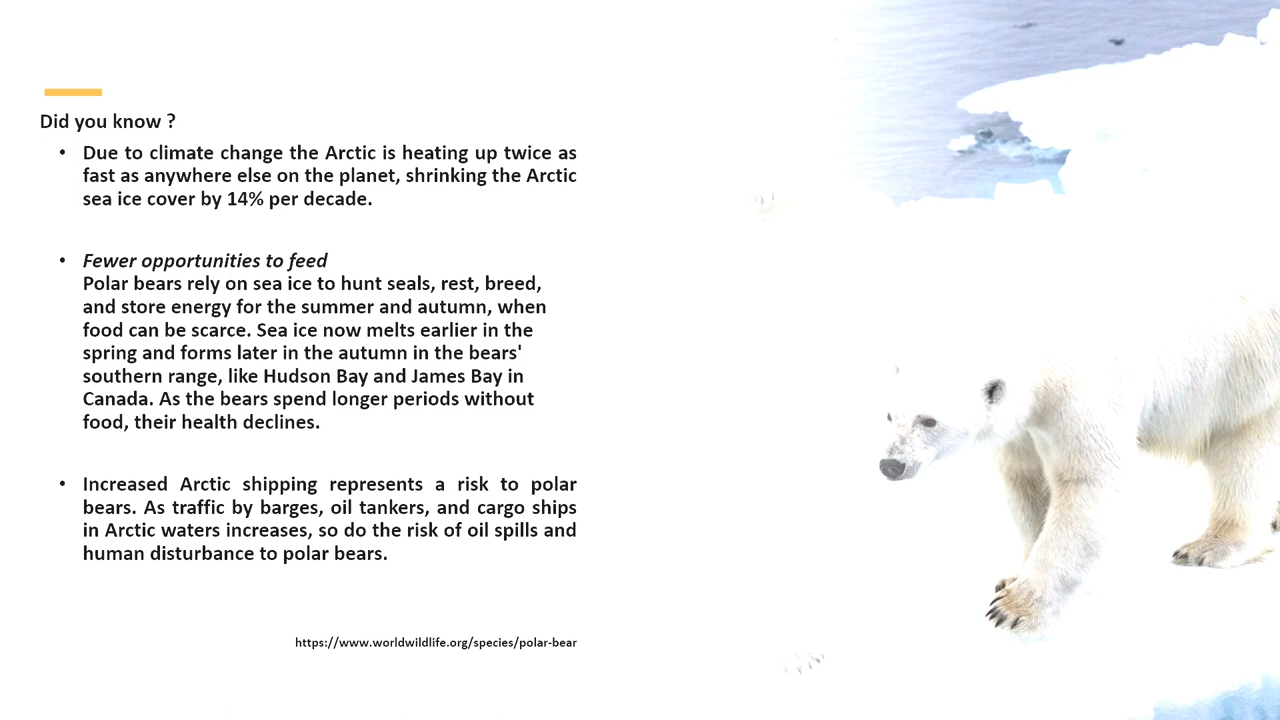 Did you know ?
• Due to climate change the Arctic is heating up twice as
fast as anywhere else on the planet, shrinking the Arctic
sea ice cover by 14% per decade.
• Fewer opportunities to feed
Polar bears rely on sea ice to hunt seals, rest, breed,
and store energy for the summer and autumn, when
food can be scarce. Sea ice now melts earlier in the
spring and forms later in the autumn in the bears'
southern range, like Hudson Bay and James Bay in
Canada. As the bears spend longer periods without
food, their health declines.
• Increased Arctic shipping represents a risk to polar
bears. As traffic by barges, oil tankers, and cargo ships
in Arctic waters increases, so do the risk of oil spills and
human disturbance to polar bears.
https://www.worldwildlife.org/species/polar-bear